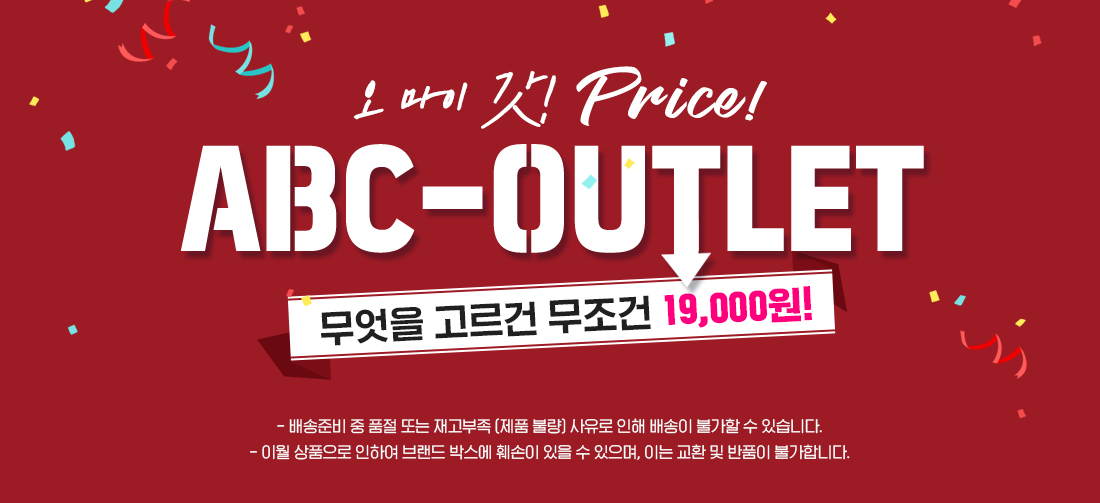 오 마이 갓! Price!
ABC-OUTLET
무엇을 고르건 무조건 19,000원!
- 배송준비 중 품절 또는 재고부족 (제품 불량) 사유로 인해 배송이 불가할 수 있습니다.
- 이월 상품으로 인하여 브랜드 박스에 훼손이 있을 수 있으며, 이는 교환 및 반품이 불가합니다.